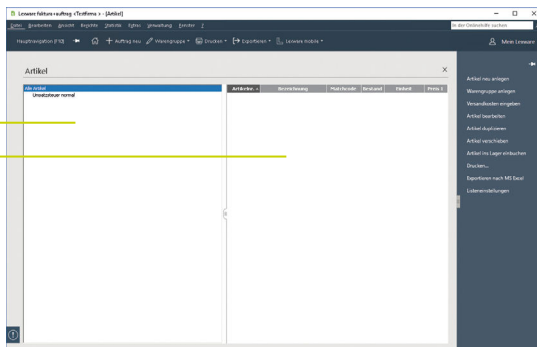 Lexware faktura+auftrag <Testfirma > - [Artikel]
Datei Bearbeiten Ansicht Berichte Statistik Extras Verwaltung Fenster ?
In der Onlinehilfe suchen
Hauptnavigation (F10) Auftrag neu Warengruppe Drucken Exportieren Lexware mobile Mein Lexware
Artikel X
Alle Artikel
Umsatzsteuer normal
Artikelnr. Bezeichnung Matchcode Bestand Einheit Preis 1
Artikel neu anlegen
Warengruppe anlegen
Versandkosten eingeben
Artikel bearbeiten
Artikel duplizieren
Artikel verschieben
Artikel ins Lager einbuchen
Drucken...
Exportieren nach MS Excel
Listeneinstellungen
?